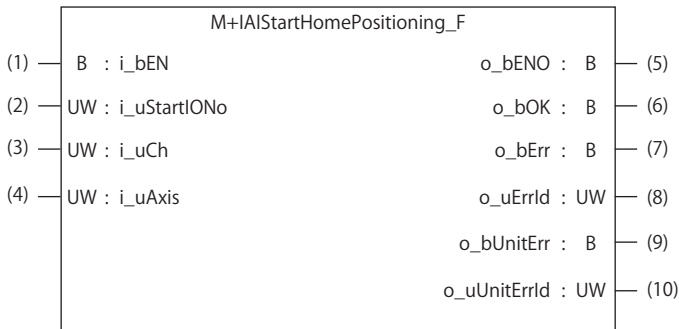 M+IAIStartHomePositioning_F
(1) B : i_bEN o_bENO : B (5)
(2) UW : i_uStartIONo o_bOK : B (6)
(3) UW : i_uCh o_bErr : B (7)
(4) UW : i_uAxis o_uErrId : UW (8)
o_bUnitErr : B (9)
o_uUnitErrId : UW (10)